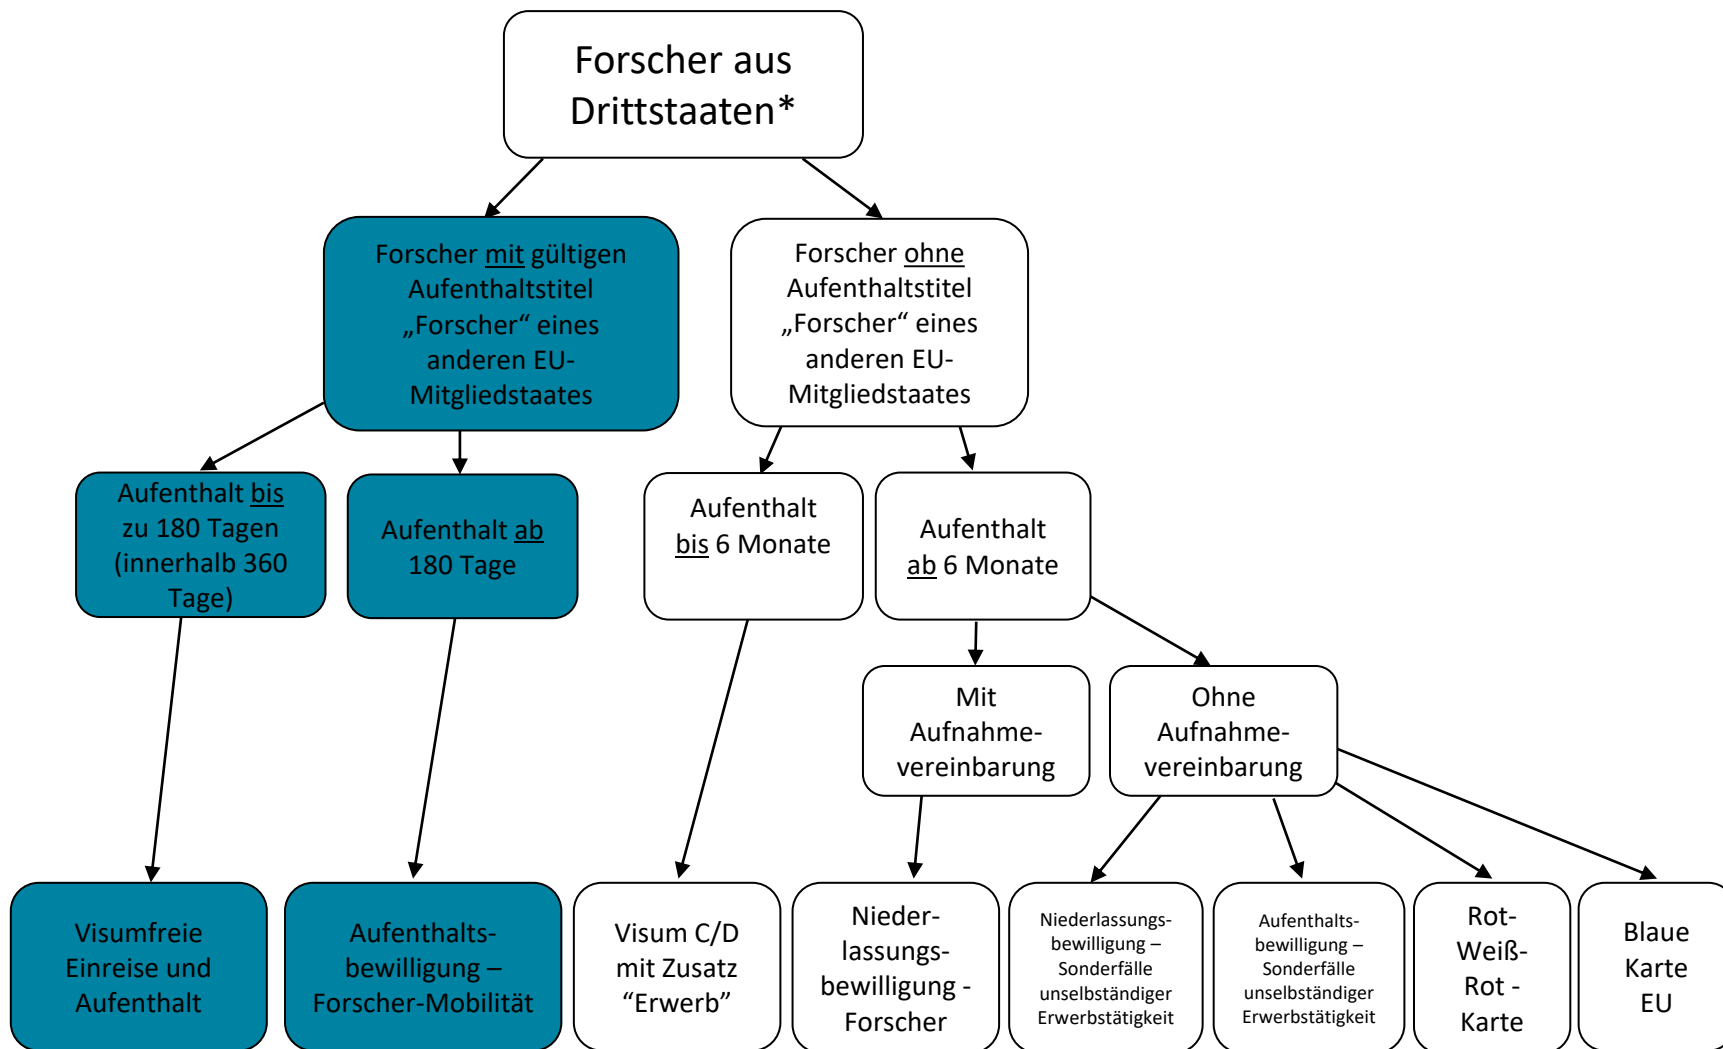 Forscher aus
Drittstaaten*
Forscher mit gültigen
Aufenthaltstitel
„Forscher“ eines
anderen EU-
Mitgliedstaates
Forscher ohne
Aufenthaltstitel
„Forscher“ eines
anderen EU-
Mitgliedstaates
Aufenthalt bis
zu 180 Tagen
(innerhalb 360
Tage)
Aufenthalt ab
180 Tage
Aufenthalt
bis 6 Monate
Aufenthalt
ab 6 Monate
Mit
Aufnahme-
vereinbarung
Ohne
Aufnahme-
vereinbarung
Visumfreie
Einreise und
Aufenthalt
Aufenthalts-
bewilligung –
Forscher-Mobilität
Visum C/D
mit Zusatz
“Erwerb”
Nieder-
lassungs-
bewilligung -
Forscher
Niederlassungs-
bewilligung –
Sonderfälle
unselbständiger
Erwerbstätigkeit
Aufenthalts-
bewilligung –
Sonderfälle
unselbständiger
Erwerbstätigkeit
Rot-
Weiß-
Rot -
Karte
Blaue
Karte
EU